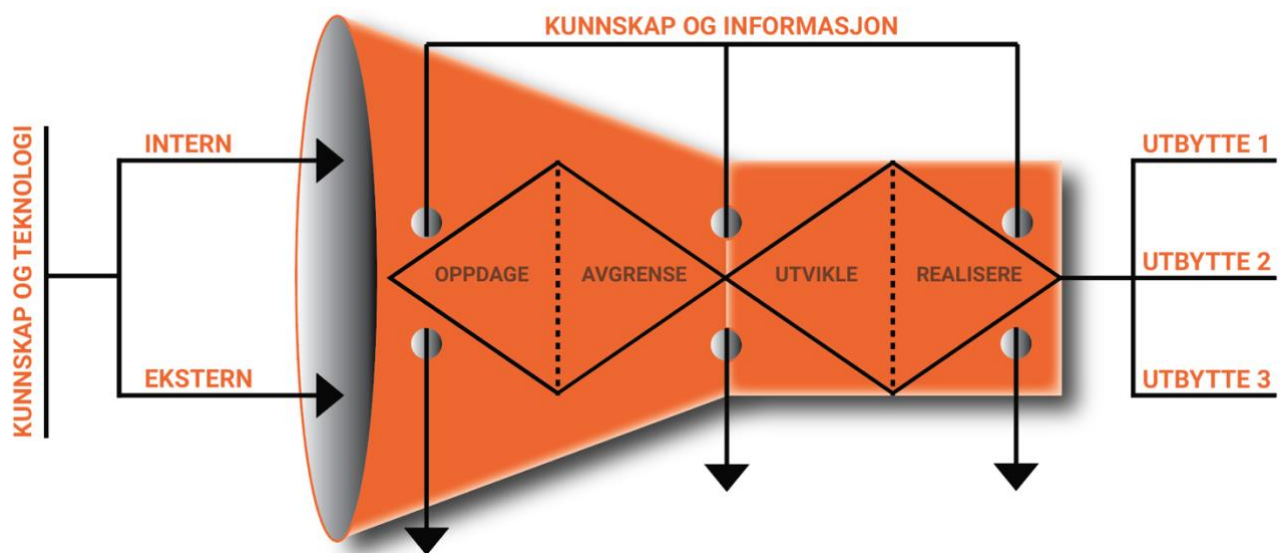 KUNNSKAP OG INFORMASJON
KUNNSKAP OG TEKNOLOGI
INTERN
EKSTERN
OPPDAGE
AVGRENSE
UTVIKLE
REALISERE
UTBYTTE 1
UTBYTTE 2
UTBYTTE 3